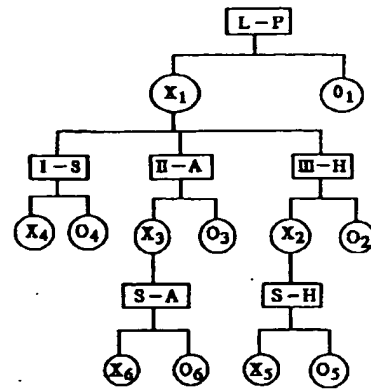 L – P
X1 O1
I – S II – A III – H
X4 O4 X3 O3 X2 O2
S – A S – H
X6 O6 X5 O5